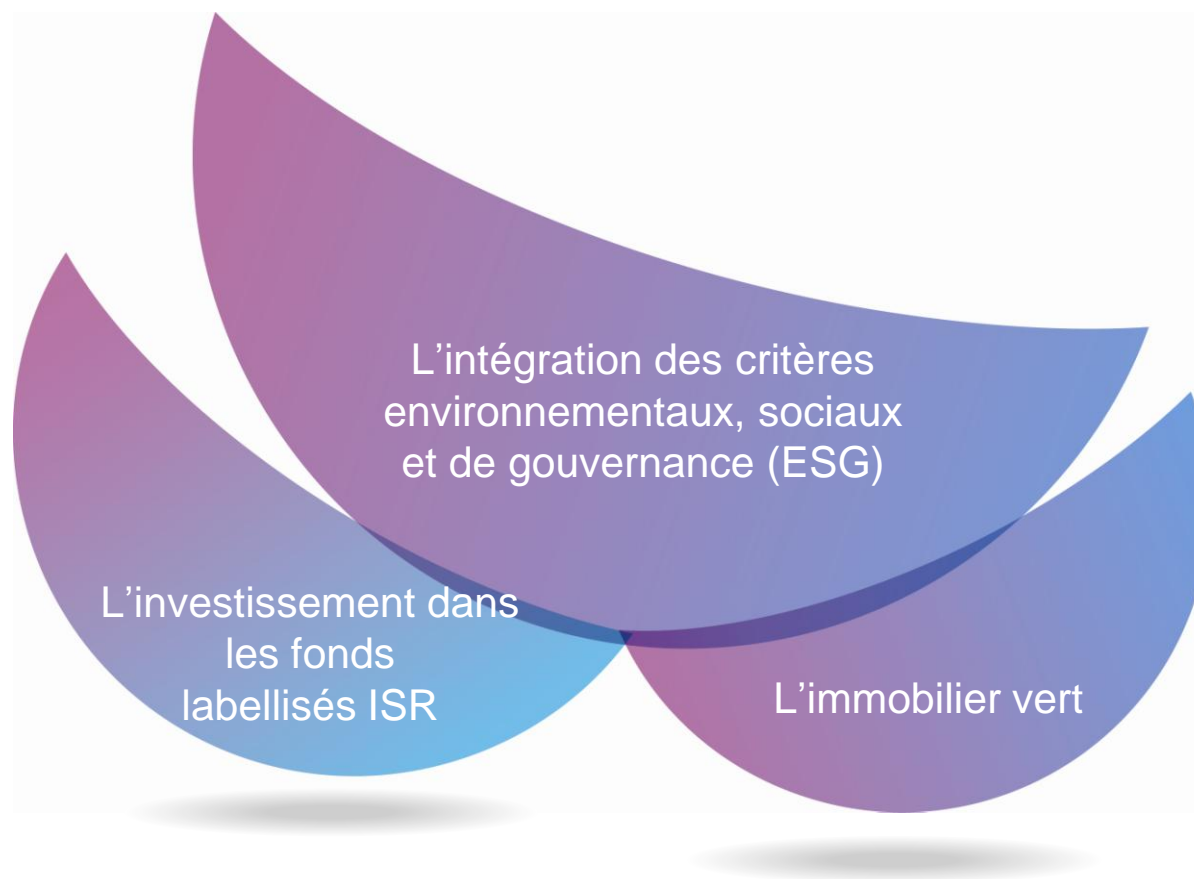 L’intégration des critères
environnementaux, sociaux
et de gouvernance (ESG)
L’investissement dans
les fonds
labellisés ISR
L’immobilier vert